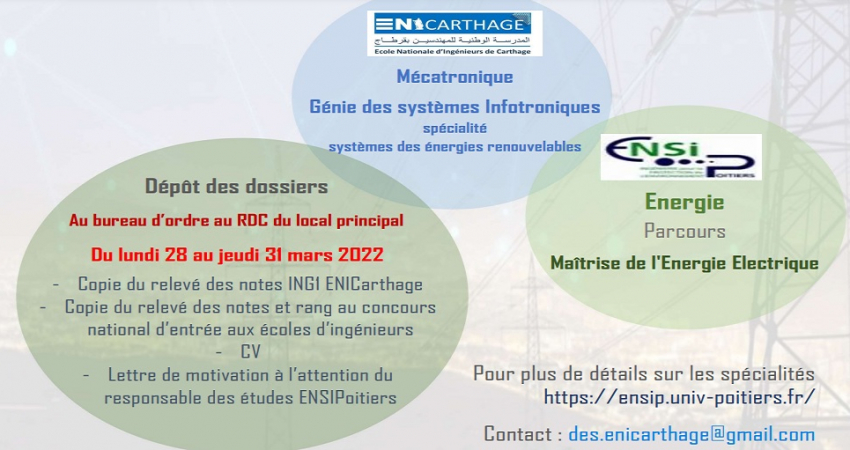 ENICARTHAGE
المدرسة الوطنية للمهندسين بقرطاج
Ecole Nationale d'Ingénieurs de Carthage
Mécatronique
Génie des systèmes Infotroniques
spécialité
systèmes des énergies renouvelables
ENSi
POITIERS
Energie
Parcours
Maîtrise de l'Energie Electrique
Dépôt des dossiers
Au bureau d'ordre au RDC du local principal
Du lundi 28 au jeudi 31 mars 2022
- Copie du relevé des notes ING1 ENICarthage
- Copie du relevé des notes et rang au concours
national d'entrée aux écoles d'ingénieurs
- CV
- Lettre de motivation à l'attention du
responsable des études ENSIPoitiers
Pour plus de détails sur les spécialités
https://ensip.univ-poitiers.fr/
Contact : des.enicarthage@gmail.com